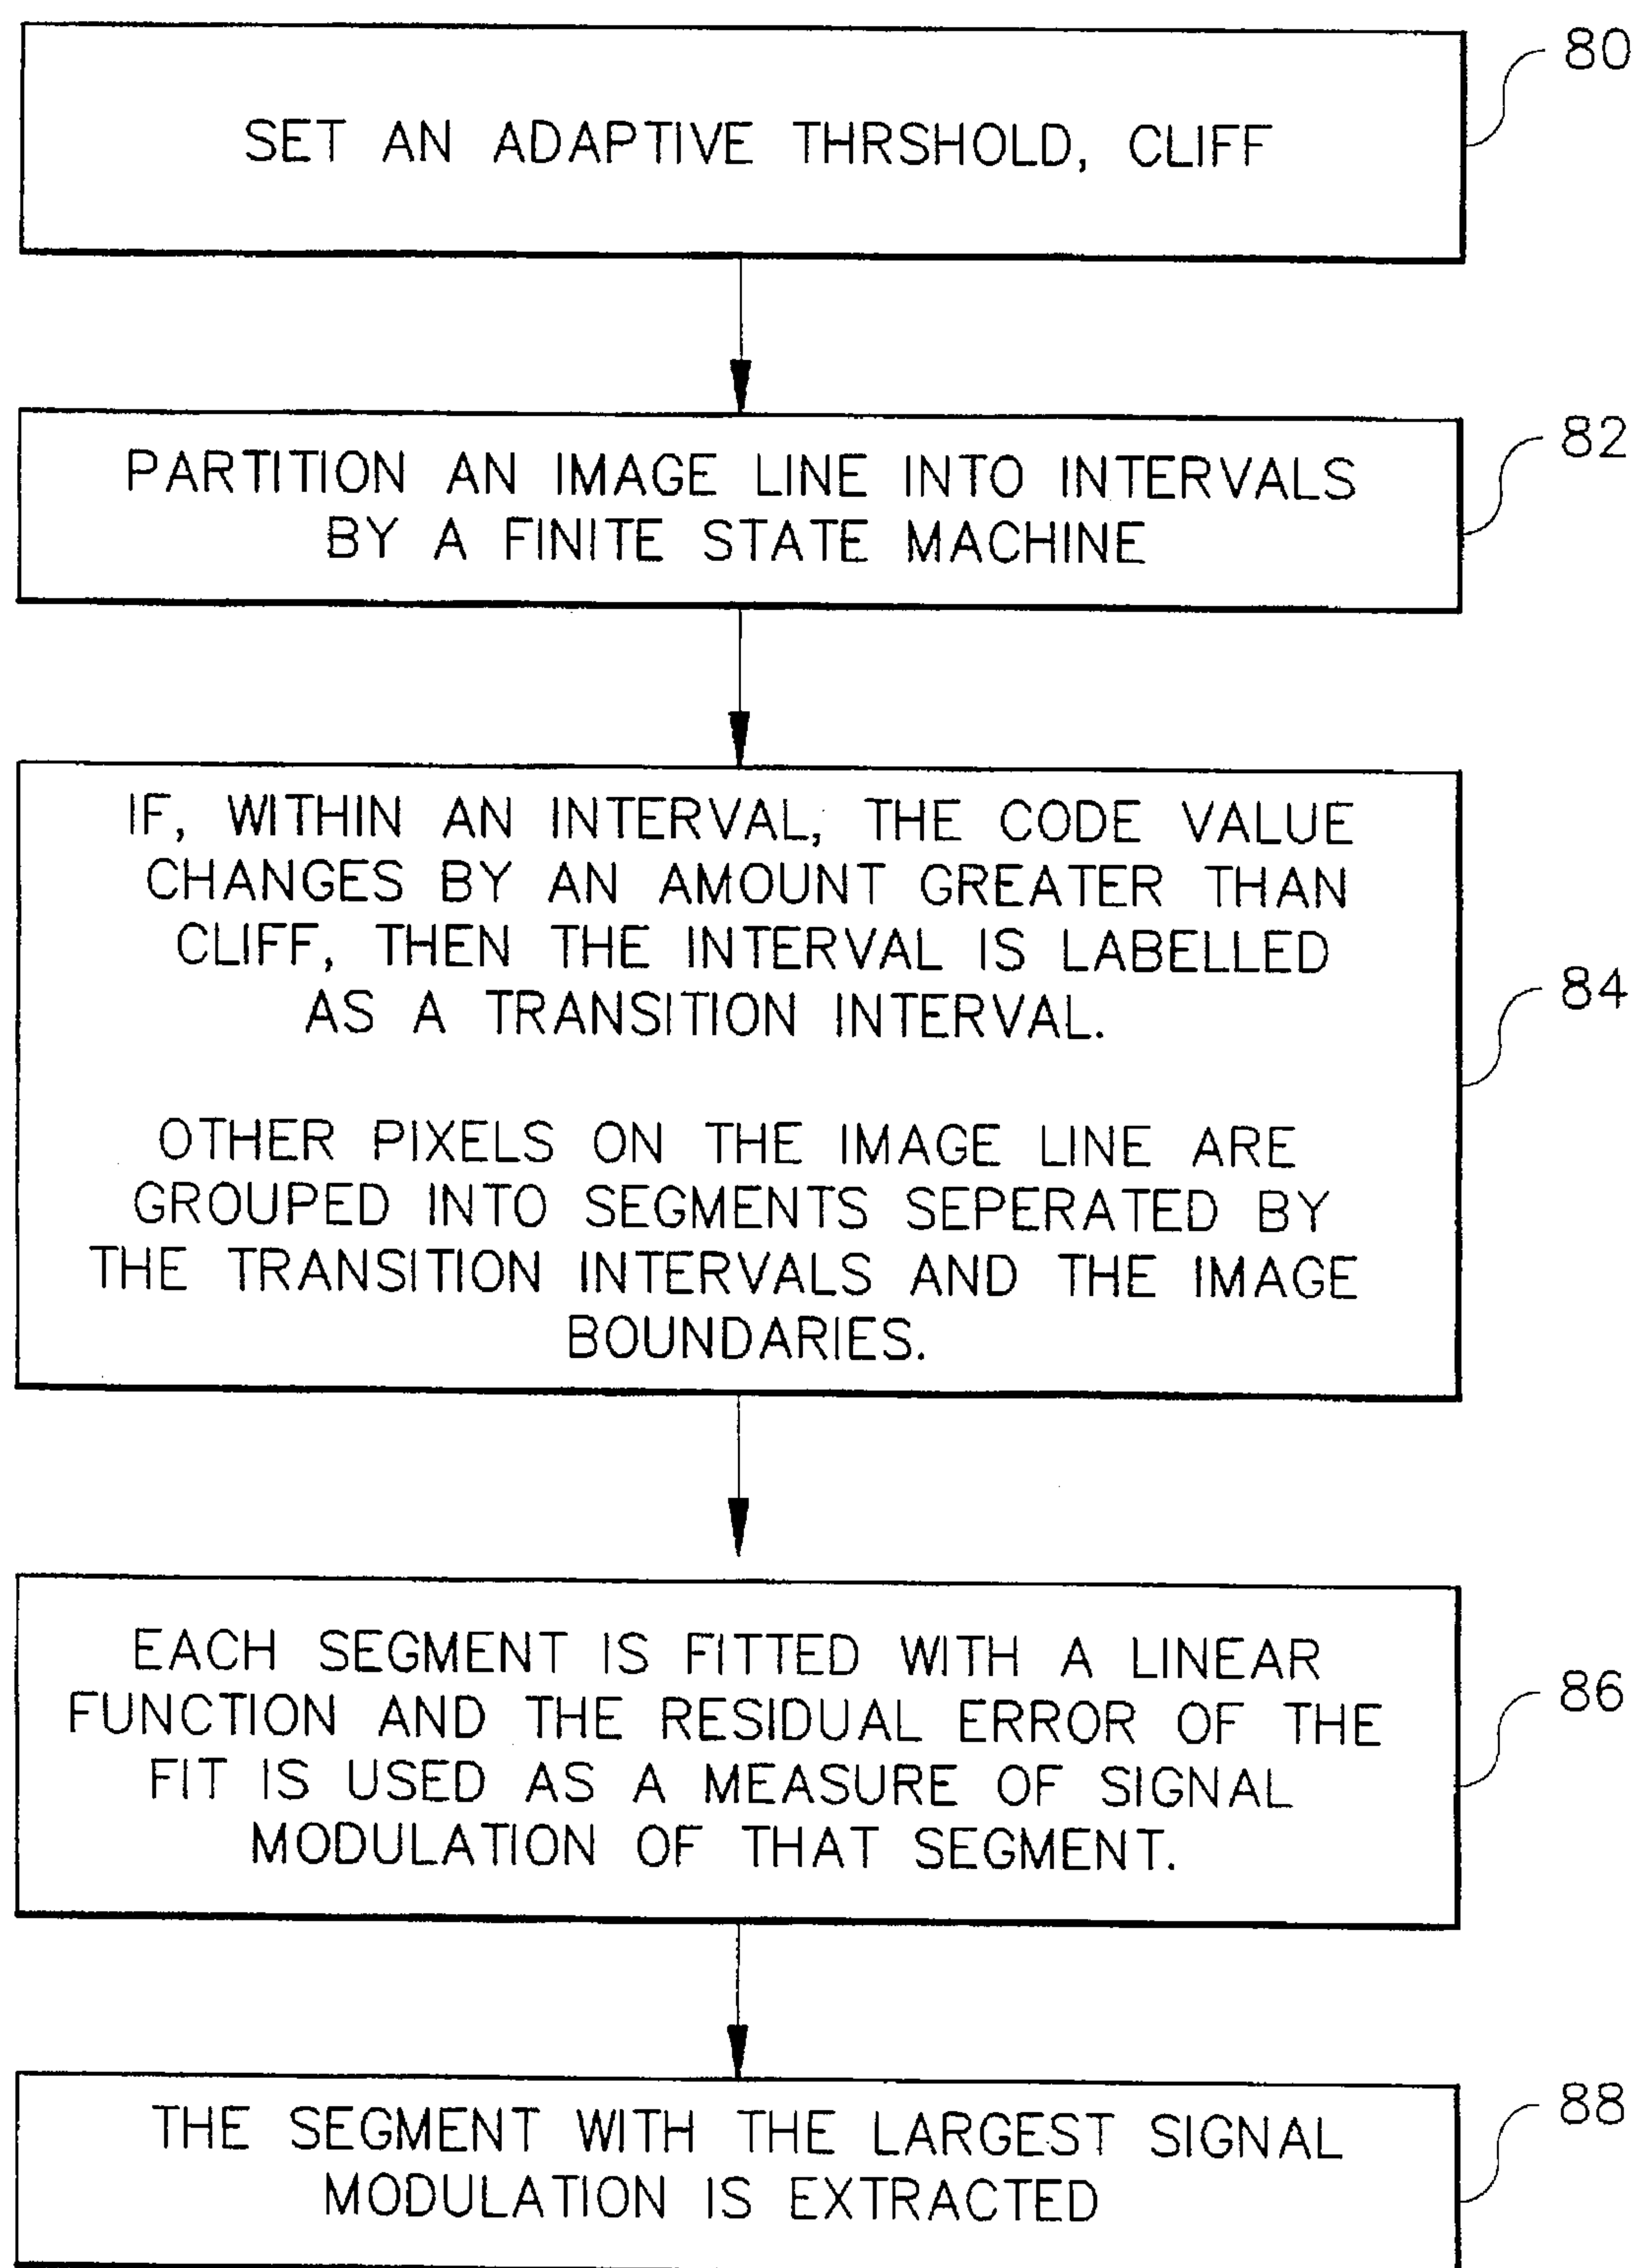 80
SET AN ADAPTIVE THRSHOLD, CLIFF
82
PARTITION AN IMAGE LINE INTO INTERVALS
BY A FINITE STATE MACHINE
IF, WITHIN AN INTERVAL, THE CODE VALUE
CHANGES BY AN AMOUNT GREATER THAN
CLIFF, THEN THE INTERVAL IS LABELLED
AS A TRANSITION INTERVAL.
84
OTHER PIXELS ON THE IMAGE LINE ARE
GROUPED INTO SEGMENTS SEPERATED BY
THE TRANSITION INTERVALS AND THE IMAGE
BOUNDARIES.
EACH SEGMENT IS FITTED WITH A LINEAR
FUNCTION AND THE RESIDUAL ERROR OF THE
FIT IS USED AS A MEASURE OF SIGNAL
MODULATION OF THAT SEGMENT.
86
THE SEGMENT WITH THE LARGEST SIGNAL
MODULATION IS EXTRACTED
88